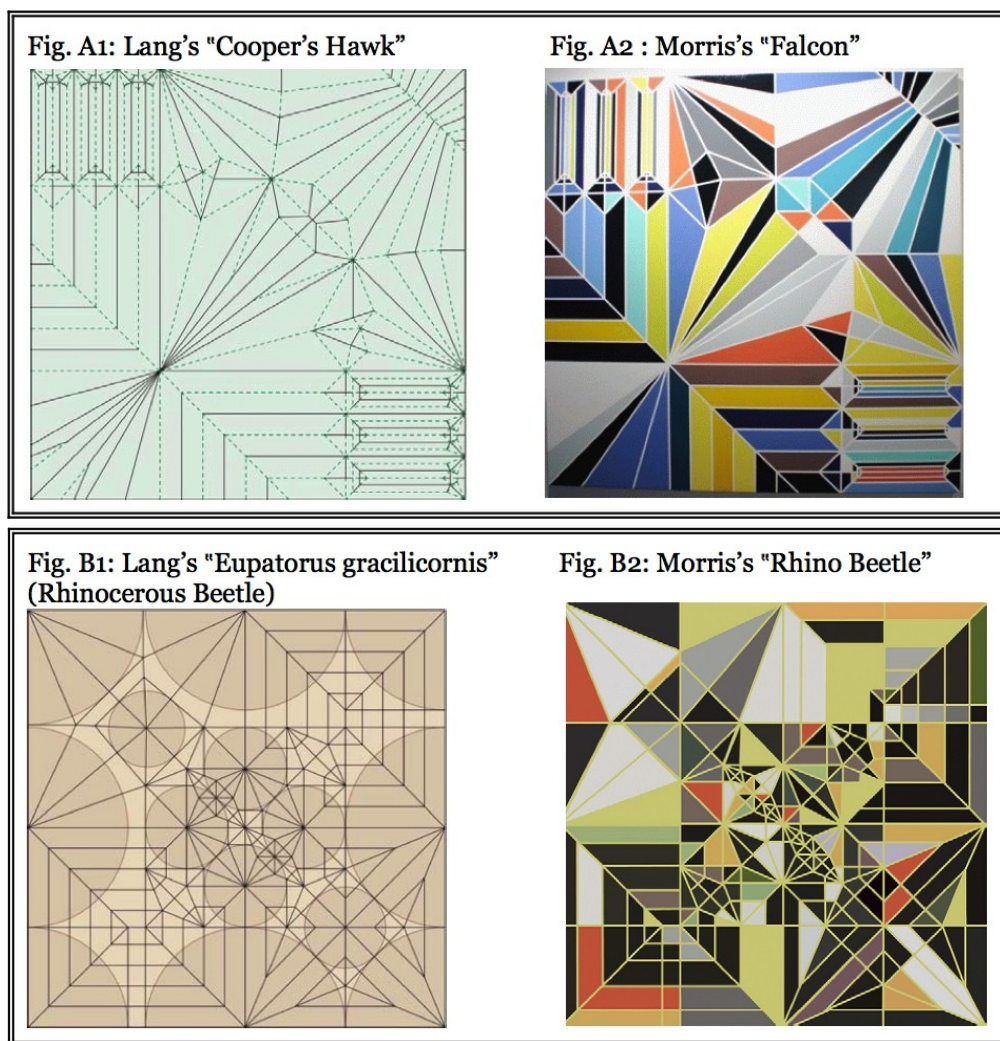 Fig. A1: Lang’s "Cooper’s Hawk”
Fig. A2 : Morris’s "Falcon”
Fig. B1: Lang’s "Eupatorus gracilicornis”
(Rhinocerous Beetle)
Fig. B2: Morris’s "Rhino Beetle”